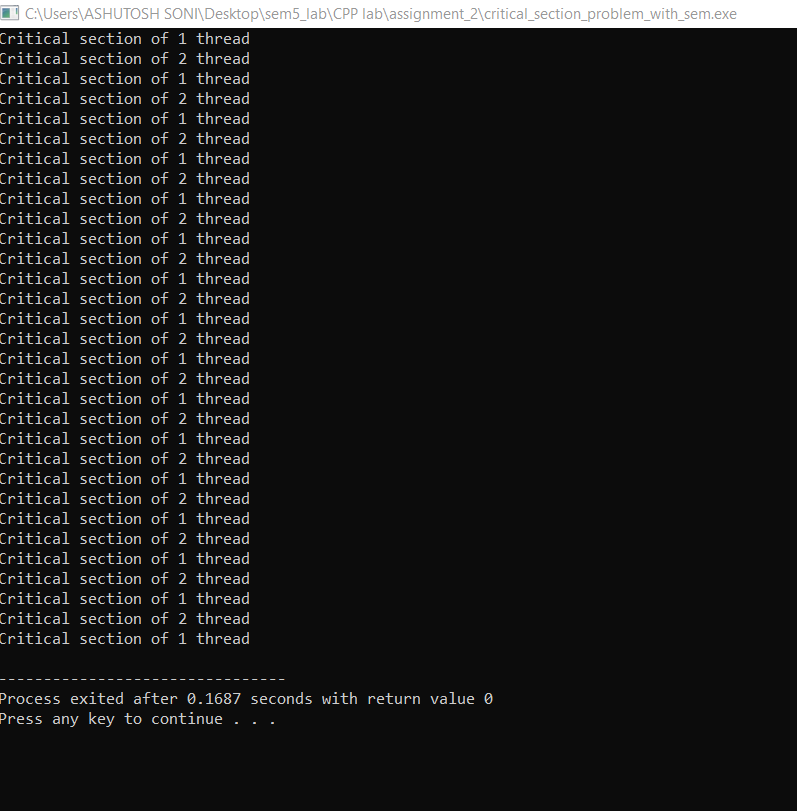 C:\Users\ASHUTOSH SONI\Desktop\sem5_lab\CPP lab\assignment_2\critical_section_problem_with_sem.exe
Critical section of 1 thread
Critical section of 2 thread
Critical section of 1 thread
Critical section of 2 thread
Critical section of 1 thread
Critical section of 2 thread
Critical section of 1 thread
Critical section of 2 thread
Critical section of 1 thread
Critical section of 2 thread
Critical section of 1 thread
Critical section of 2 thread
Critical section of 1 thread
Critical section of 2 thread
Critical section of 1 thread
Critical section of 2 thread
Critical section of 1 thread
Critical section of 2 thread
Critical section of 1 thread
Critical section of 2 thread
Critical section of 1 thread
Critical section of 2 thread
Critical section of 1 thread
Critical section of 2 thread
Critical section of 1 thread
Critical section of 2 thread
Critical section of 1 thread
Critical section of 2 thread
Critical section of 1 thread
Critical section of 2 thread
Critical section of 1 thread
--------------------------------
Process exited after 0.1687 seconds with return value 0
Press any key to continue . . .